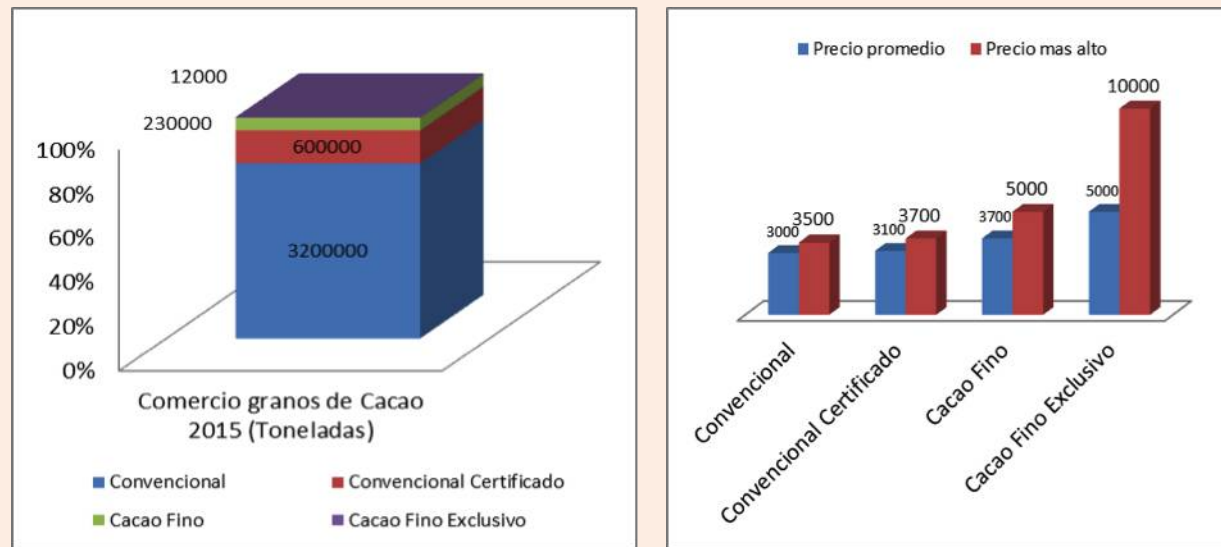 12000
230000
600000
3200000
100%
80%
60%
40%
20%
0%
Comercio granos de Cacao
2015 (Toneladas)
Convencional
Convencional Certificado
Cacao Fino
Cacao Fino Exclusivo
Precio promedio
Precio mas alto
3000
3500
3100
3700
3700
5000
5000
10000
Convencional
Convencional Certificado
Cacao Fino
Cacao Fino Exclusivo